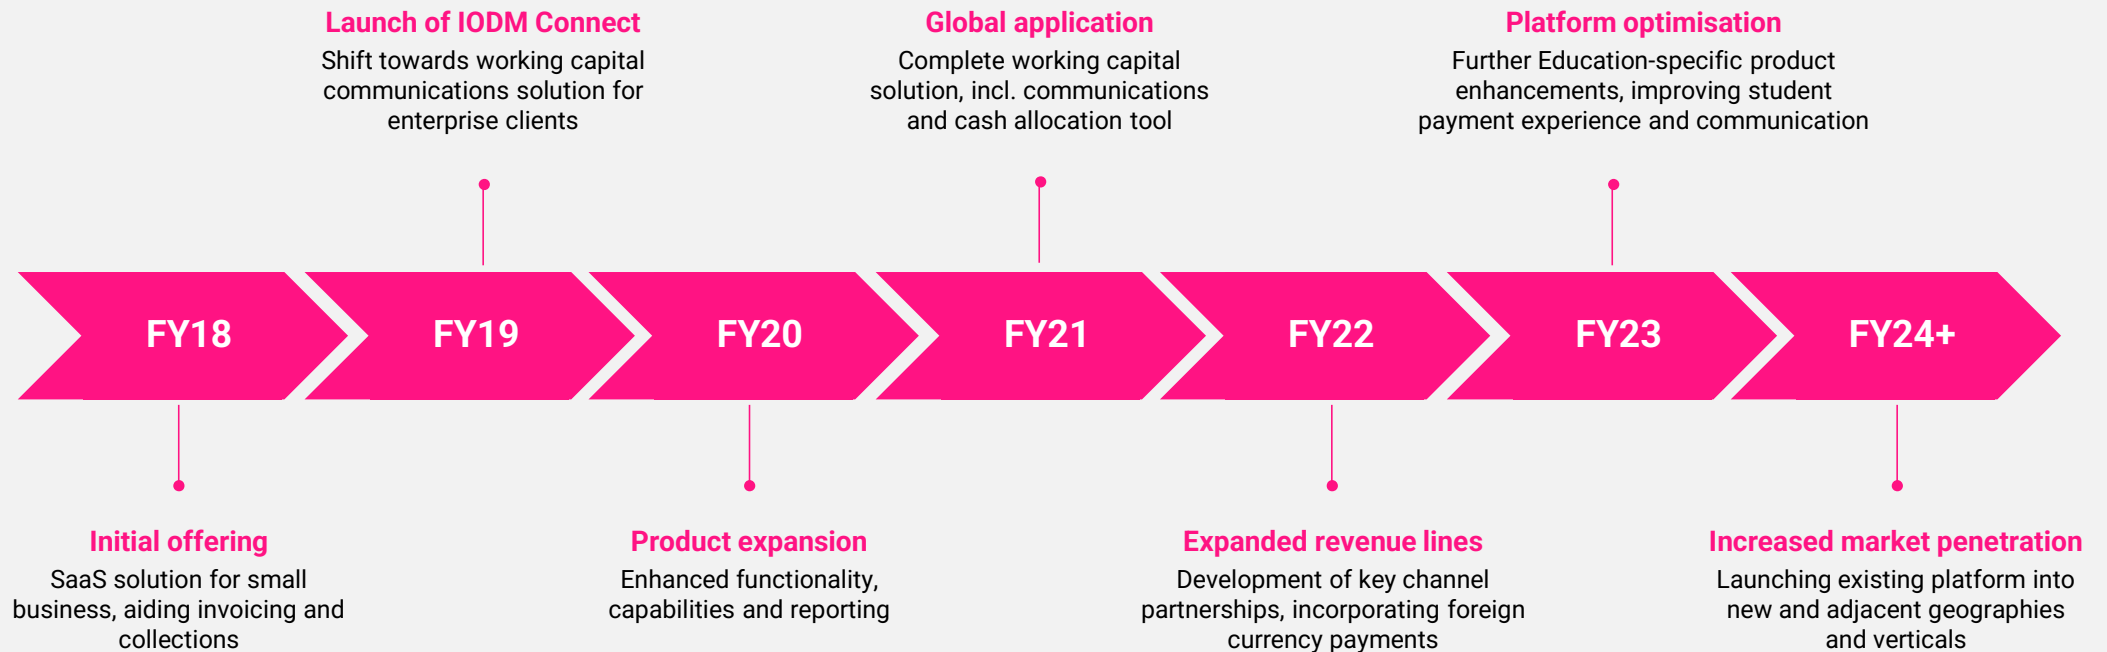 Launch of IODM Connect
Shift towards working capital
communications solution for
enterprise clients
Global application
Complete working capital
solution, incl. communications
and cash allocation tool
Platform optimisation
Further Education-specific product
enhancements, improving student
payment experience and communication
FY18
FY19
FY20
FY21
FY22
FY23
FY24+
Initial offering
SaaS solution for small
business, aiding invoicing and
collections
Product expansion
Enhanced functionality,
capabilities and reporting
Expanded revenue lines
Development of key channel
partnerships, incorporating foreign
currency payments
Increased market penetration
Launching existing platform into
new and adjacent geographies
and verticals